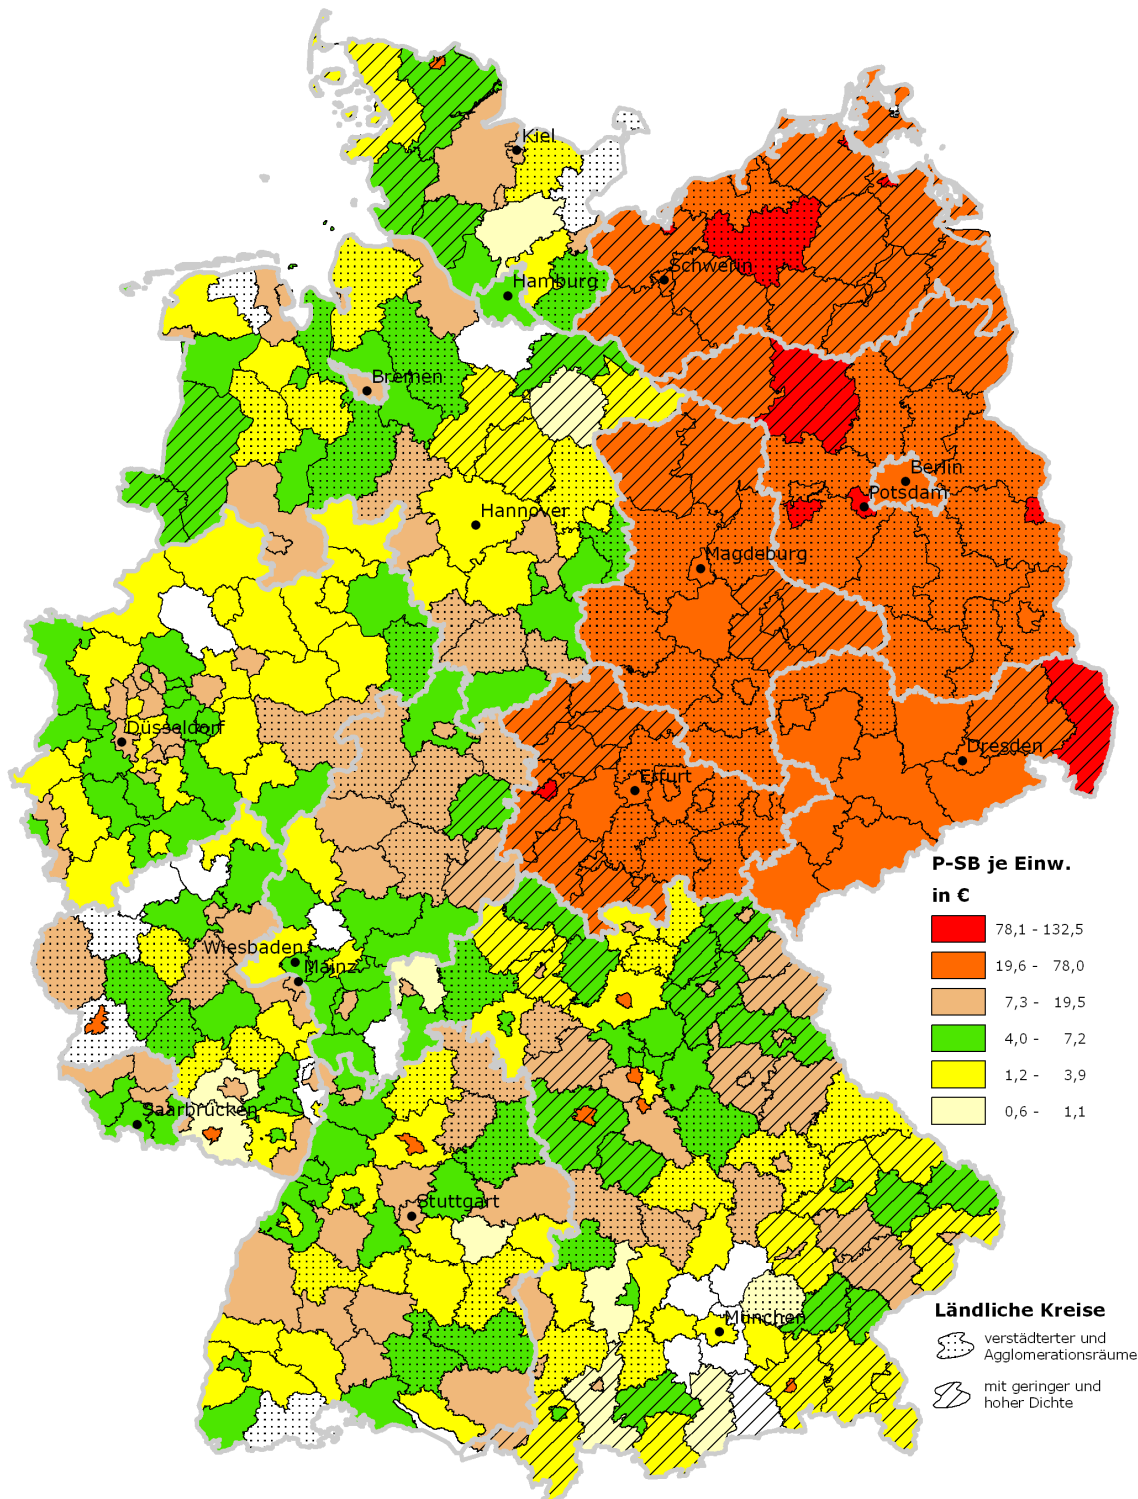 Kiel
Schwerin
Hamburg
Bremen
Berlin
Potsdam
Hannover
Magdeburg
Düsseldorf
Dresden
Erfurt
Wiesbaden
Mainz
Saarbrücken
Stuttgart
München
P-SB je Einw.
in €
78,1 - 132,5
19,6 - 78,0
7,3 - 19,5
4,0 - 7,2
1,2 - 3,9
0,6 - 1,1
Ländliche Kreise
verstädterter und
Agglomerationsräume
mit geringer und
hoher Dichte